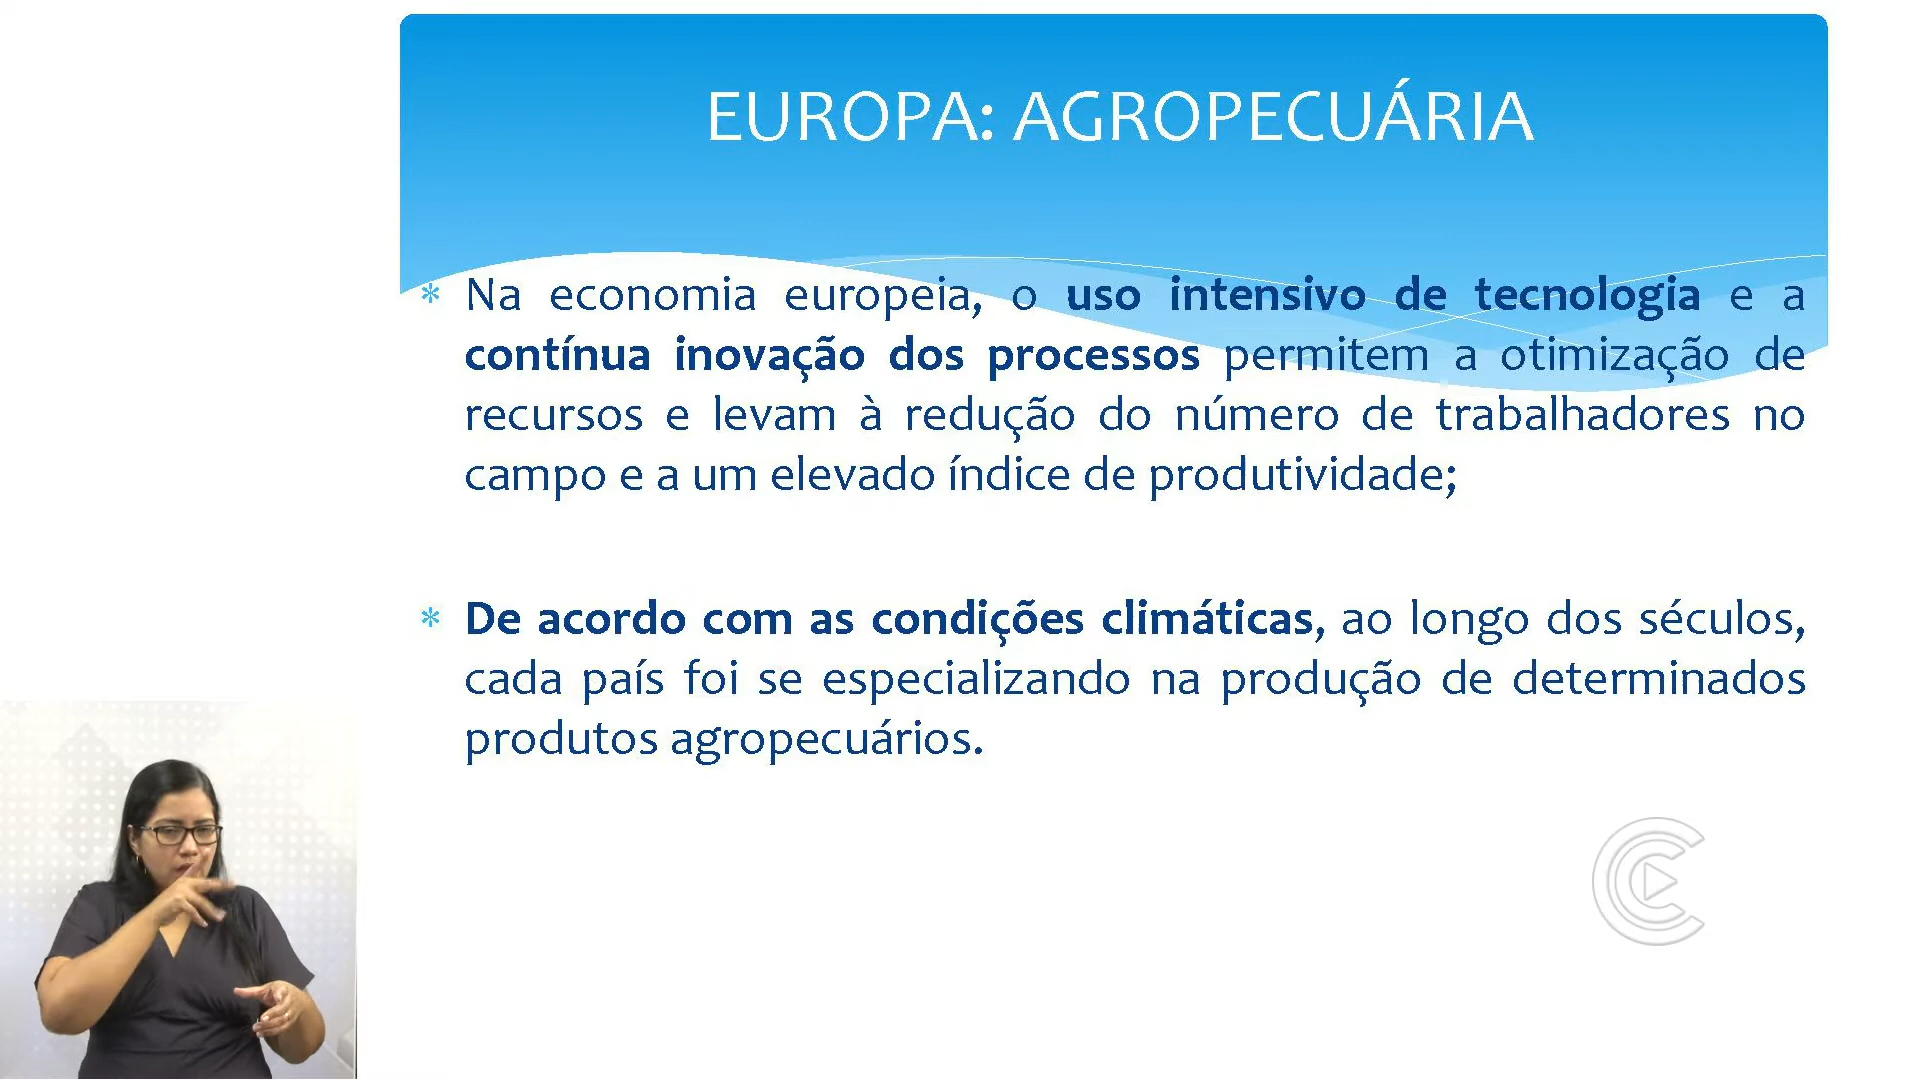 EUROPA: AGROPECUÁRIA
* Na economia europeia, o uso intensivo de tecnologia e a
contínua inovação dos processos permitem a otimização de
recursos e levam à redução do número de trabalhadores no
campo e a um elevado índice de produtividade;
* De acordo com as condições climáticas, ao longo dos séculos,
cada país foi se especializando na produção de determinados
produtos agropecuários.